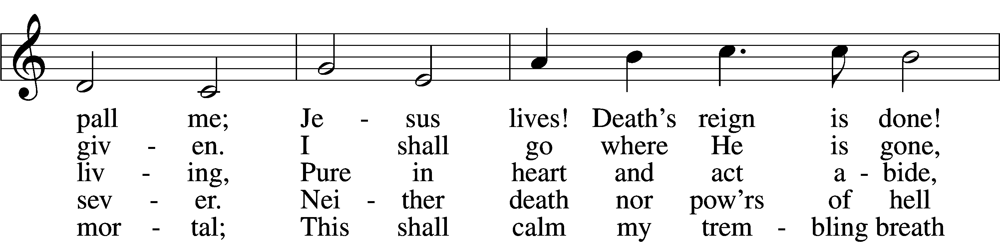 pall me; Je - sus lives! Death's reign is done!
giv - en. I shall go where He is gone,
liv - ing, Pure in heart and act a - bide,
sev - er. Nei - ther death nor pow'rs of hell
mor - tal; This shall calm my trem - bling breath